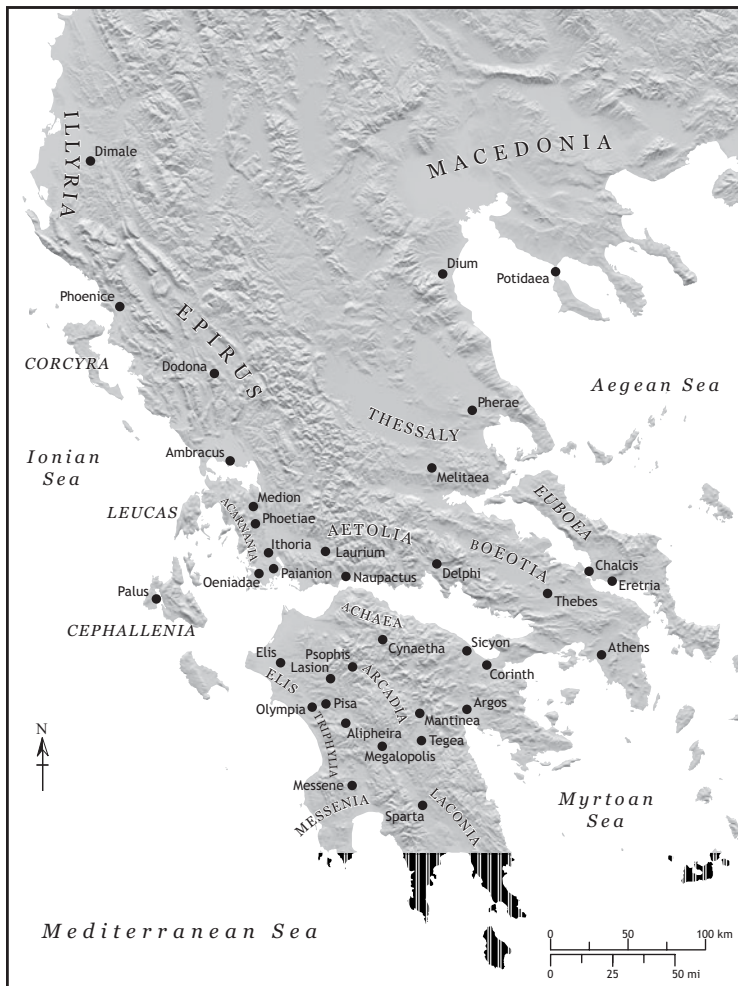 ILLYRIA
Dimale
MACEDONIA
Dium
Potidaea
Phoenice
EPIRUS
CORCYRA
Dodona
Aegean Sea
Pherae
THESSALY
Ambracus
Ionian
Sea
Melitaea
Medion
EUBOEA
LEUCAS
ACARNANIA
Phoetiae
AETOLIA
Ithoria
Laurium
BOEOTIA
Chalcis
Oeniadae
Paianion
Naupactus
Delphi
Eretria
Palus
Thebes
CEPHALLENIA
ACHAEA
Cynaetha
Sicyon
Athens
Elis
Psophis
Lasion
Corinth
ELIS
ARCADIA
Olympia
Pisa
Argos
Mantinea
TRIPHYLIA
Alipheira
Tegea
Megalopolis
N
Messene
MESSENIA
Sparta
LACONIA
Myrtoan
Sea
Mediterranean Sea
0 50 100 km
0 25 50 mi